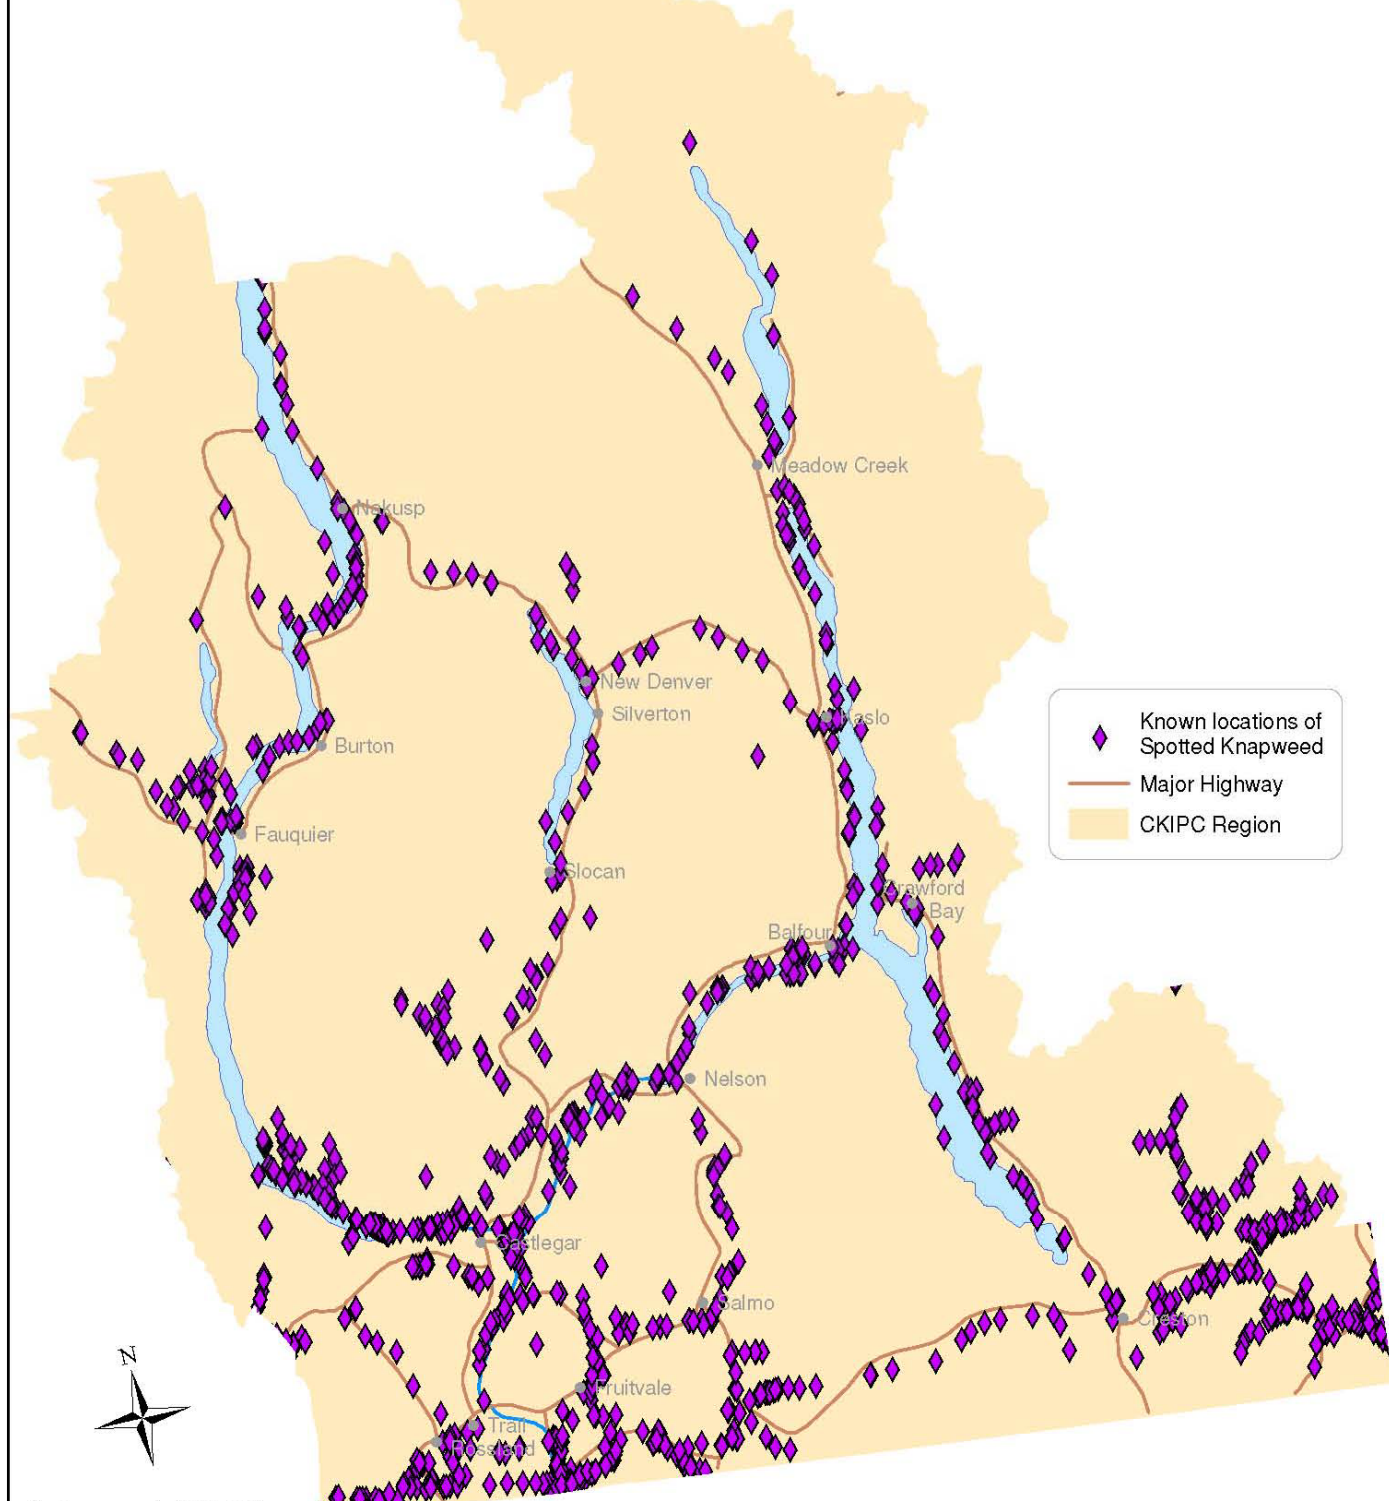 Meadow Creek
Nakusp
New Denver
Silverton
Kaslo
Burton
Fauquier
Slocan
Crawford
Bay
Balfour
Nelson
Castlegar
Salmo
Creston
Fruitvale
Trail
Rossland
Known locations of
Spotted Knapweed
Major Highway
CKIPC Region
N